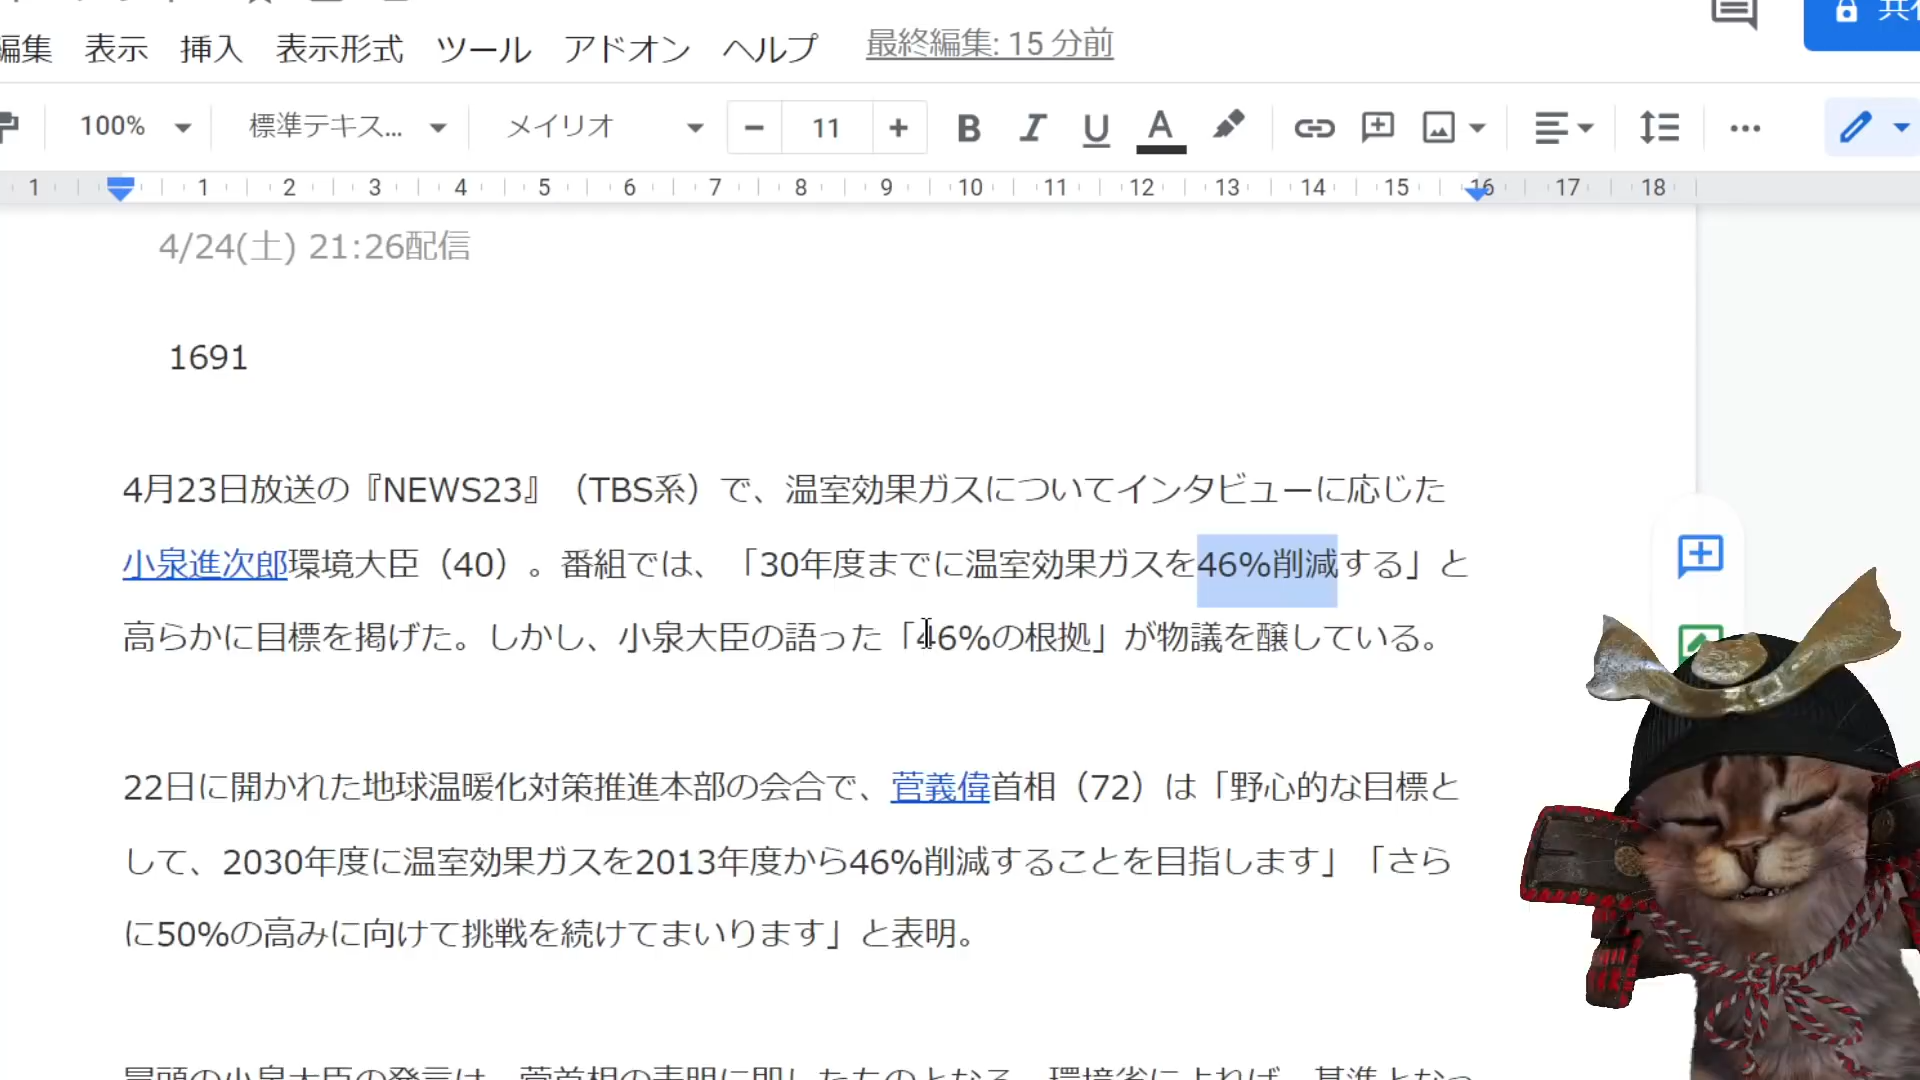 編集 表示 挿入 表示形式 ツール アドオン ヘルプ 最終編集: 15 分前
100% 標準テキス... メイリオ 11 B I U A
1 1 2 3 4 5 6 7 8 9 10 11 12 13 14 15 16 17 18
4/24(土) 21:26配信
1691
4月23日放送の『NEWS23』（TBS系）で、温室効果ガスについてインタビューに応じた
小泉進次郎環境大臣（40）。番組では、「30年度までに温室効果ガスを46%削減する」と
高らかに目標を掲げた。しかし、小泉大臣の語った「46%の根拠」が物議を醸している。
22日に開かれた地球温暖化対策推進本部の会合で、菅義偉首相（72）は「野心的な目標と
して、2030年度に温室効果ガスを2013年度から46%削減することを目指します」「さら
に50%の高みに向けて挑戦を続けてまいります」と表明。